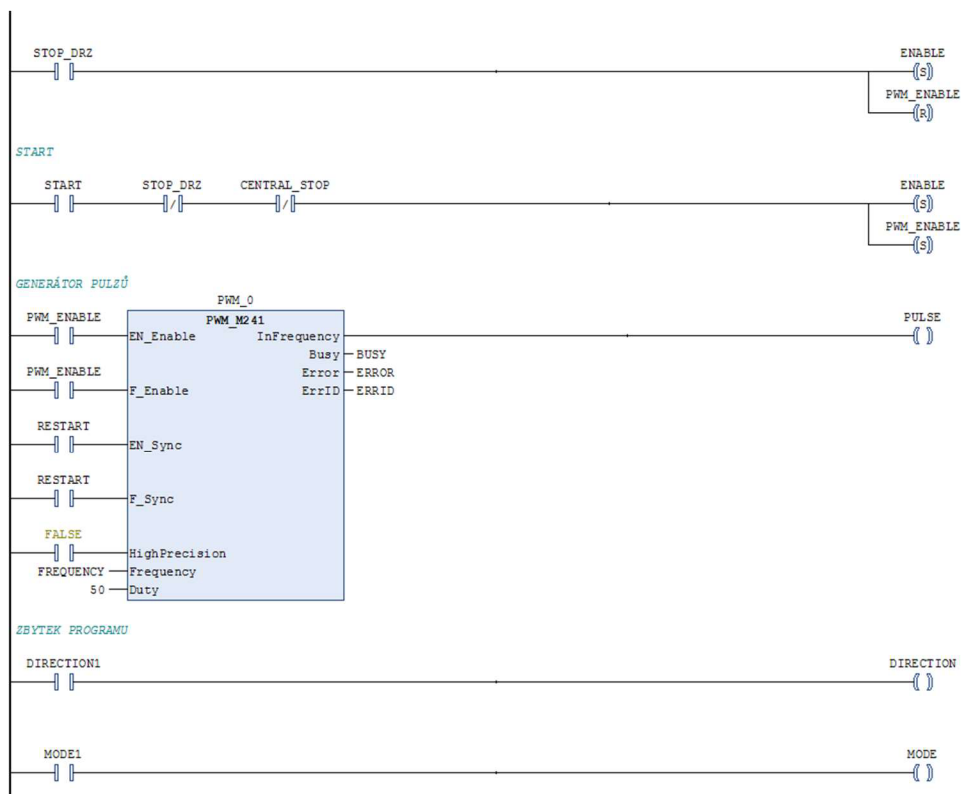 STOP_DRZ ENABLE
(S)
PWM_ENABLE
(R)
START
START STOP_DRZ CENTRAL_STOP ENABLE
/ / (S)
PWM_ENABLE
(S)
GENERÁTOR PULZŮ
PWM_0
PWM_ENABLE PWM_M241 PULSE
EN_Enable InFrequency ( )
Busy BUSY
PWM_ENABLE Error ERROR
F_Enable ErrID ERRID
RESTART
EN_Sync
RESTART
F_Sync
FALSE
HighPrecision
FREQUENCY Frequency
50 Duty
ZBYTEK PROGRAMU
DIRECTION1 DIRECTION
( )
MODE1 MODE
( )